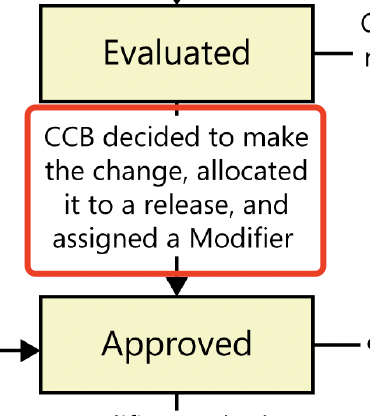 Evaluated
CCB decided to make
the change, allocated
it to a release, and
assigned a Modifier
Approved